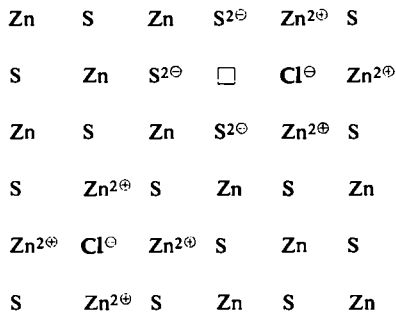 Zn S Zn S²⊖ Zn²⊕ S
S Zn S²⊖ □ Cl⊖ Zn²⊕
Zn S Zn S²⊖ Zn²⊕ S
S Zn²⊕ S Zn S Zn
Zn²⊕ Cl⊖ Zn²⊕ S Zn S
S Zn²⊕ S Zn S Zn